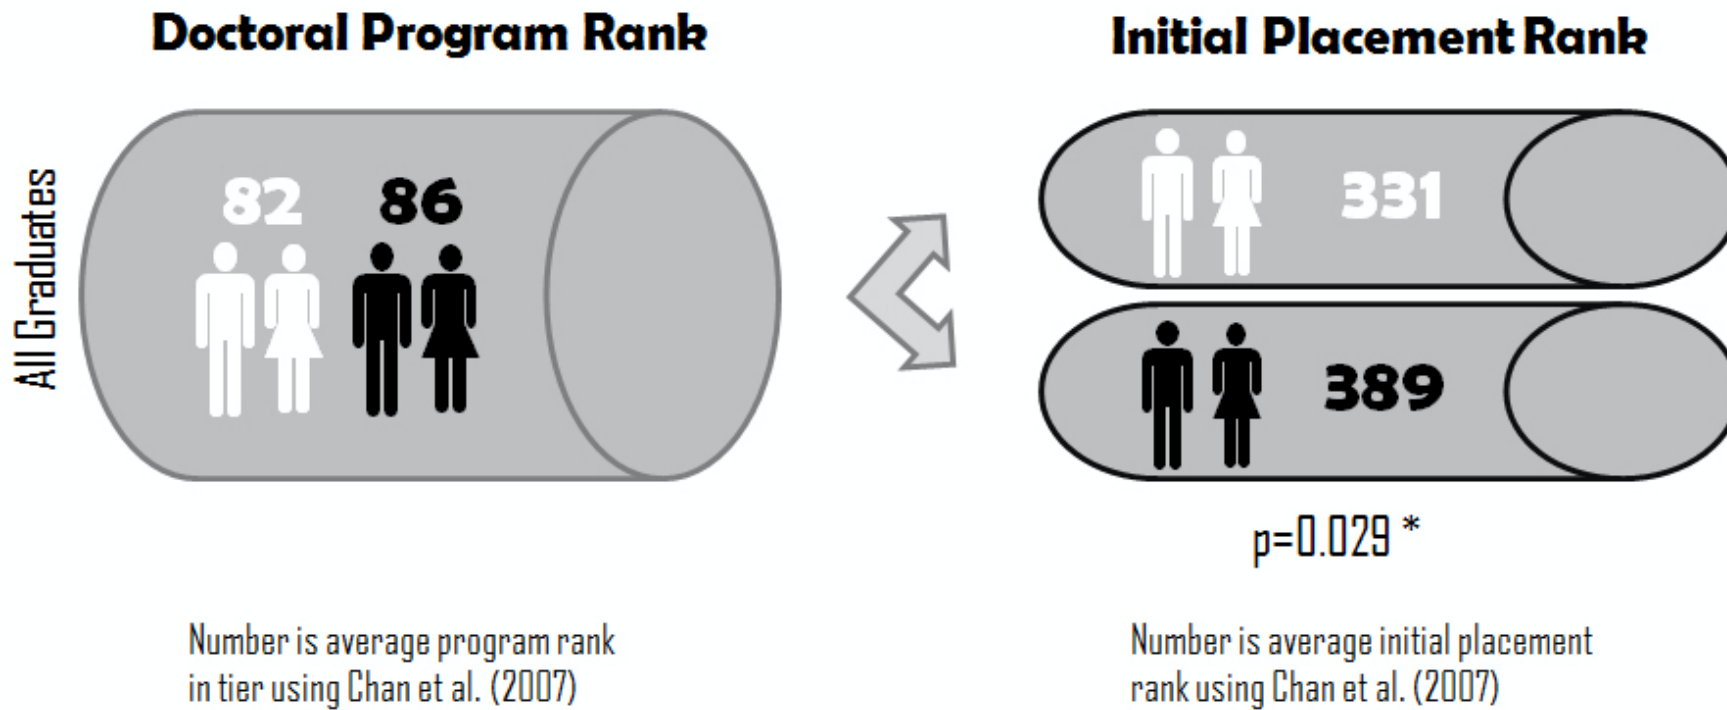 Doctoral Program Rank
Initial Placement Rank
All Graduates
82
86
331
389
p=0.029 *
Number is average program rank
in tier using Chan et al. (2007)
Number is average initial placement
rank using Chan et al. (2007)